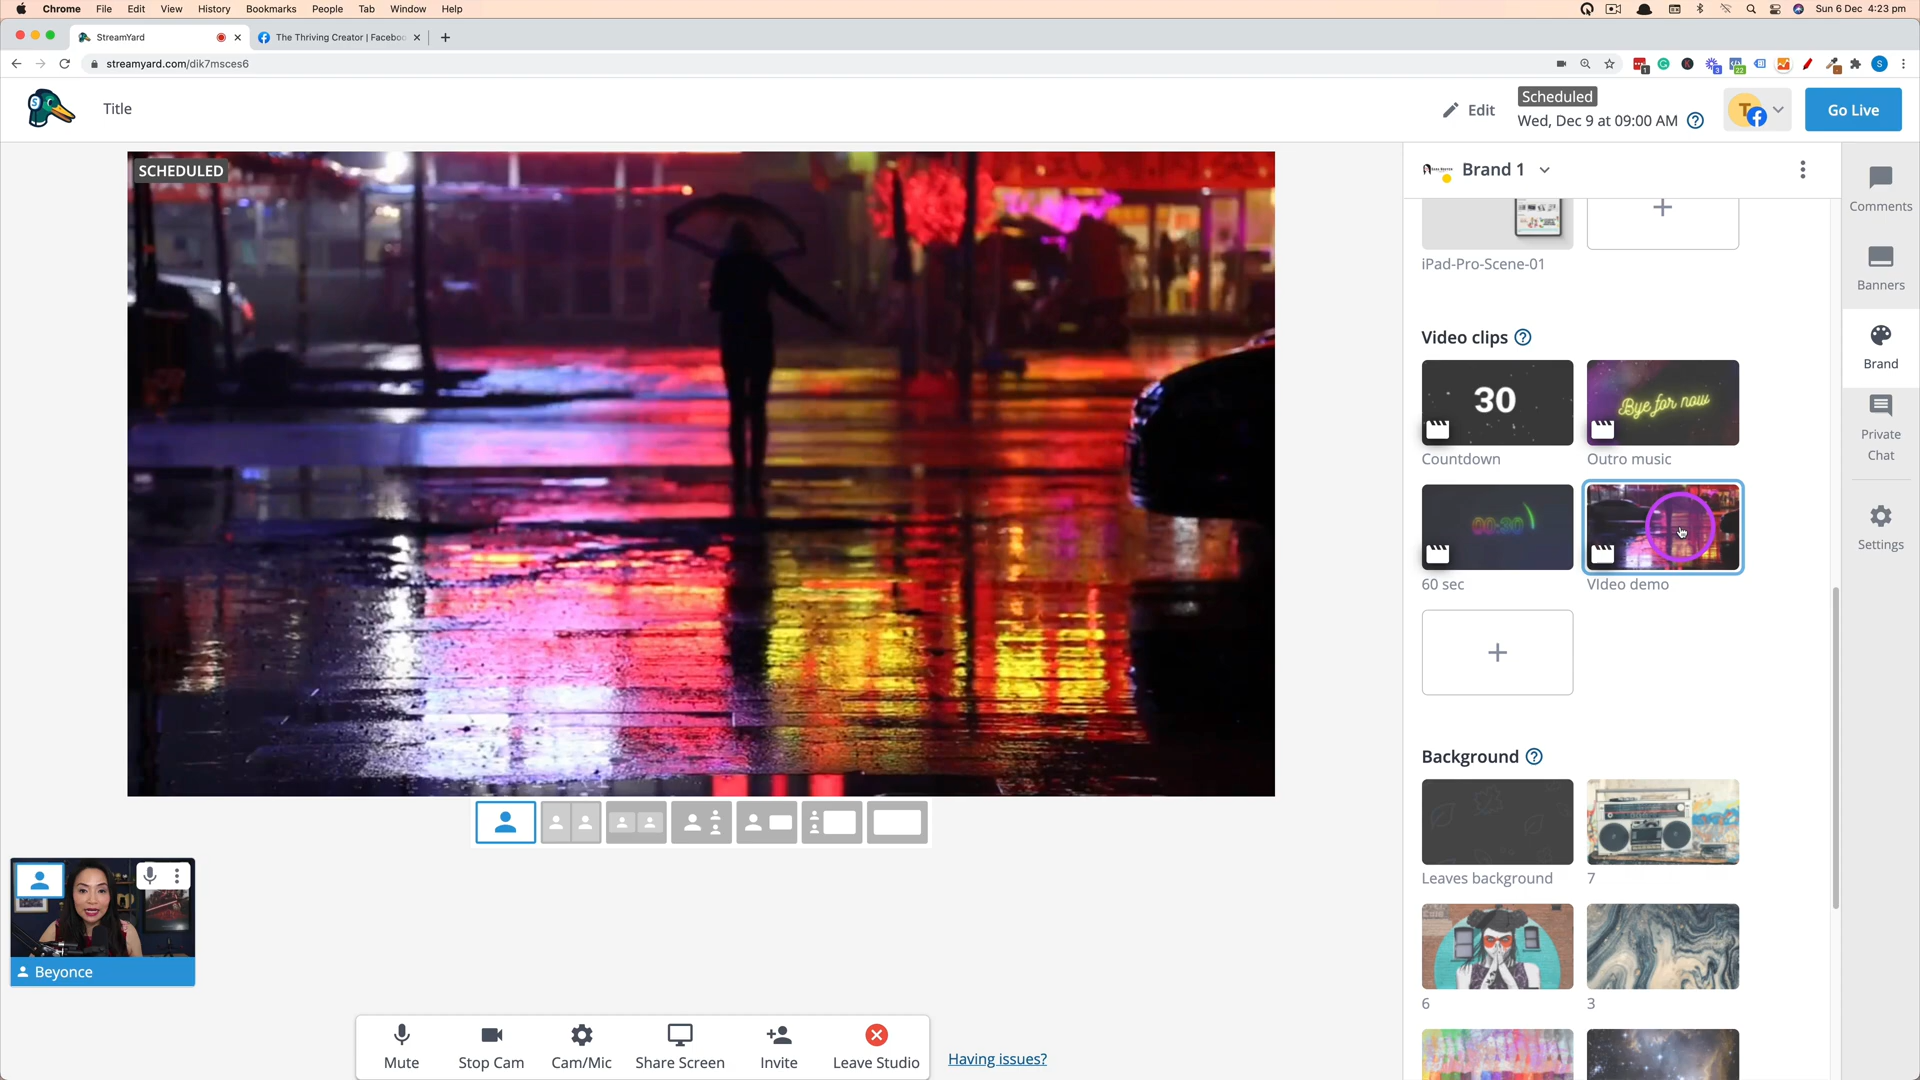 Chrome File Edit View History Bookmarks People Tab Window Help Sun 6 Dec 4:23 pm
StreamYard The Thriving Creator | Facebo
streamyard.com/dik7msces6
Title Edit Scheduled
Wed, Dec 9 at 09:00 AM
T
Go Live
SCHEDULED
Brand 1
iPad-Pro-Scene-01
Video clips
30
Bye for now
Countdown Outro music
00:30
60 sec VIdeo demo
Background
Leaves background 7
6 3
Comments
Banners
Brand
Private
Chat
Settings
Beyonce
Mute Stop Cam Cam/Mic Share Screen Invite Leave Studio Having issues?